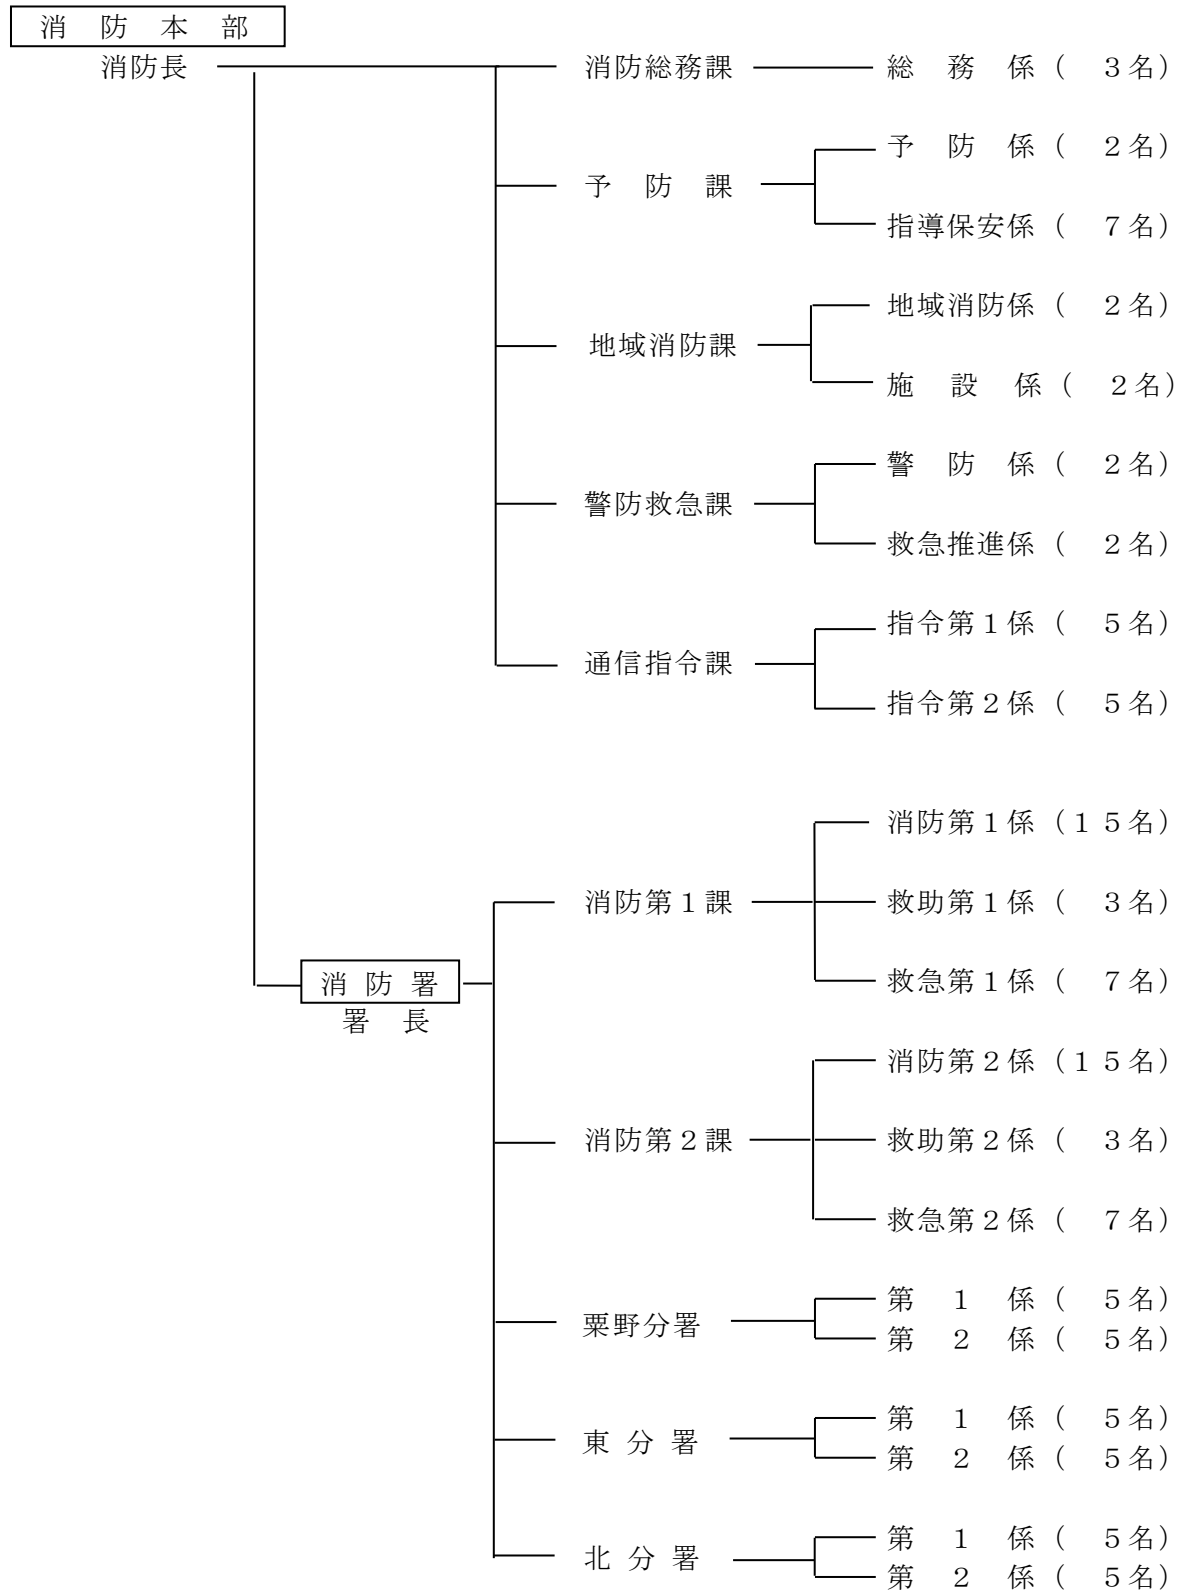 消防本部
消防長 消防総務課 総務係（　３名）
予防係（　２名）
予防課
指導保安係（　７名）
地域消防係（　２名）
地域消防課
施設係（　２名）
警防係（　２名）
警防救急課
救急推進係（　２名）
指令第１係（　５名）
通信指令課
指令第２係（　５名）
消防第１係（１５名）
消防第１課 救助第１係（　３名）
消防署 救急第１係（　７名）
署長
消防第２係（１５名）
消防第２課 救助第２係（　３名）
救急第２係（　７名）
第１係（　５名）
粟野分署
第２係（　５名）
第１係（　５名）
東分署
第２係（　５名）
第１係（　５名）
北分署
第２係（　５名）